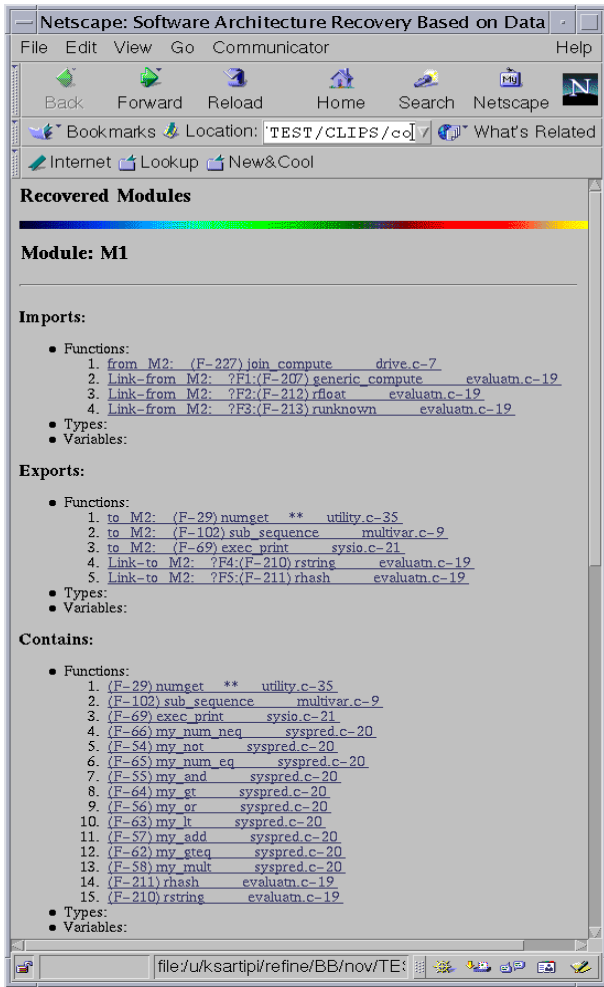 Netscape: Software Architecture Recovery Based on Data
File Edit View Go Communicator Help
Back Forward Reload Home Search Netscape
My
N
Bookmarks Location: TEST/CLIPS/co What's Related
Internet Lookup New&Cool
Recovered Modules
Module: M1
Imports:
Functions:
1. from M2: (F-227) join_compute drive.c-7
2. Link-from M2: ?F1:(F-207) generic_compute evaluatn.c-19
3. Link-from M2: ?F2:(F-212) rfloat evaluatn.c-19
4. Link-from M2: ?F3:(F-213) runknown evaluatn.c-19
Types:
Variables:
Exports:
Functions:
1. to M2: (F-29) numget ** utility.c-35
2. to M2: (F-102) sub_sequence multivar.c-9
3. to M2: (F-69) exec_print sysio.c-21
4. Link-to M2: ?F4:(F-210) rstring evaluatn.c-19
5. Link-to M2: ?F5:(F-211) rhash evaluatn.c-19
Types:
Variables:
Contains:
Functions:
1. (F-29) numget ** utility.c-35
2. (F-102) sub_sequence multivar.c-9
3. (F-69) exec_print sysio.c-21
4. (F-66) my_num_neq syspred.c-20
5. (F-54) my_not syspred.c-20
6. (F-65) my_num_eq syspred.c-20
7. (F-55) my_and syspred.c-20
8. (F-64) my_gt syspred.c-20
9. (F-56) my_or syspred.c-20
10. (F-63) my_lt syspred.c-20
11. (F-57) my_add syspred.c-20
12. (F-62) my_gteq syspred.c-20
13. (F-58) my_mult syspred.c-20
14. (F-211) rhash evaluatn.c-19
15. (F-210) rstring evaluatn.c-19
Types:
Variables:
file:/u/ksartipi/refine/BB/nov/TES